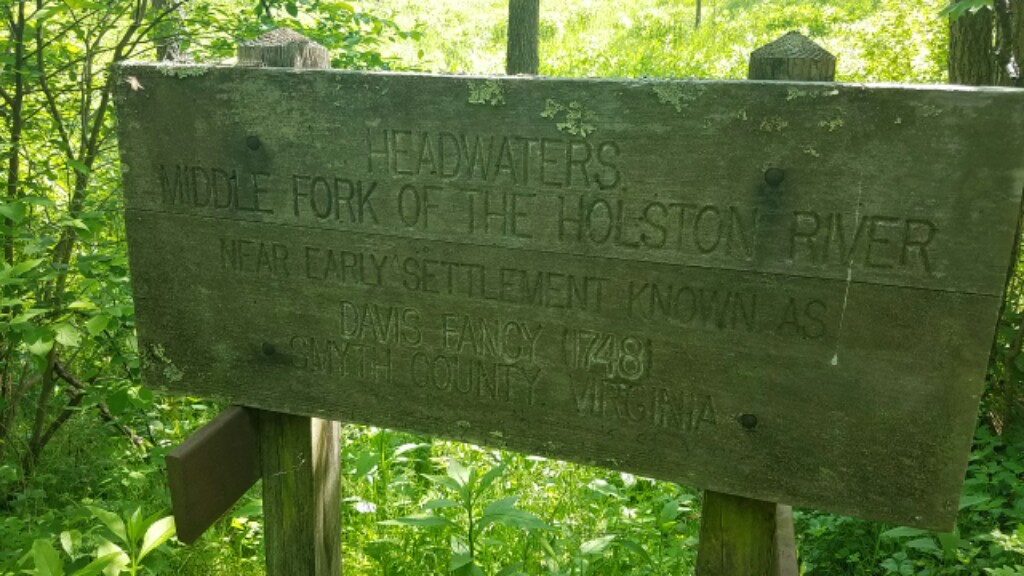 HEADWATERS
MIDDLE FORK OF THE HOLSTON RIVER
NEAR EARLY SETTLEMENT KNOWN AS
DAVIS FANCY (1748)
SMYTH COUNTY. VIRGINIA